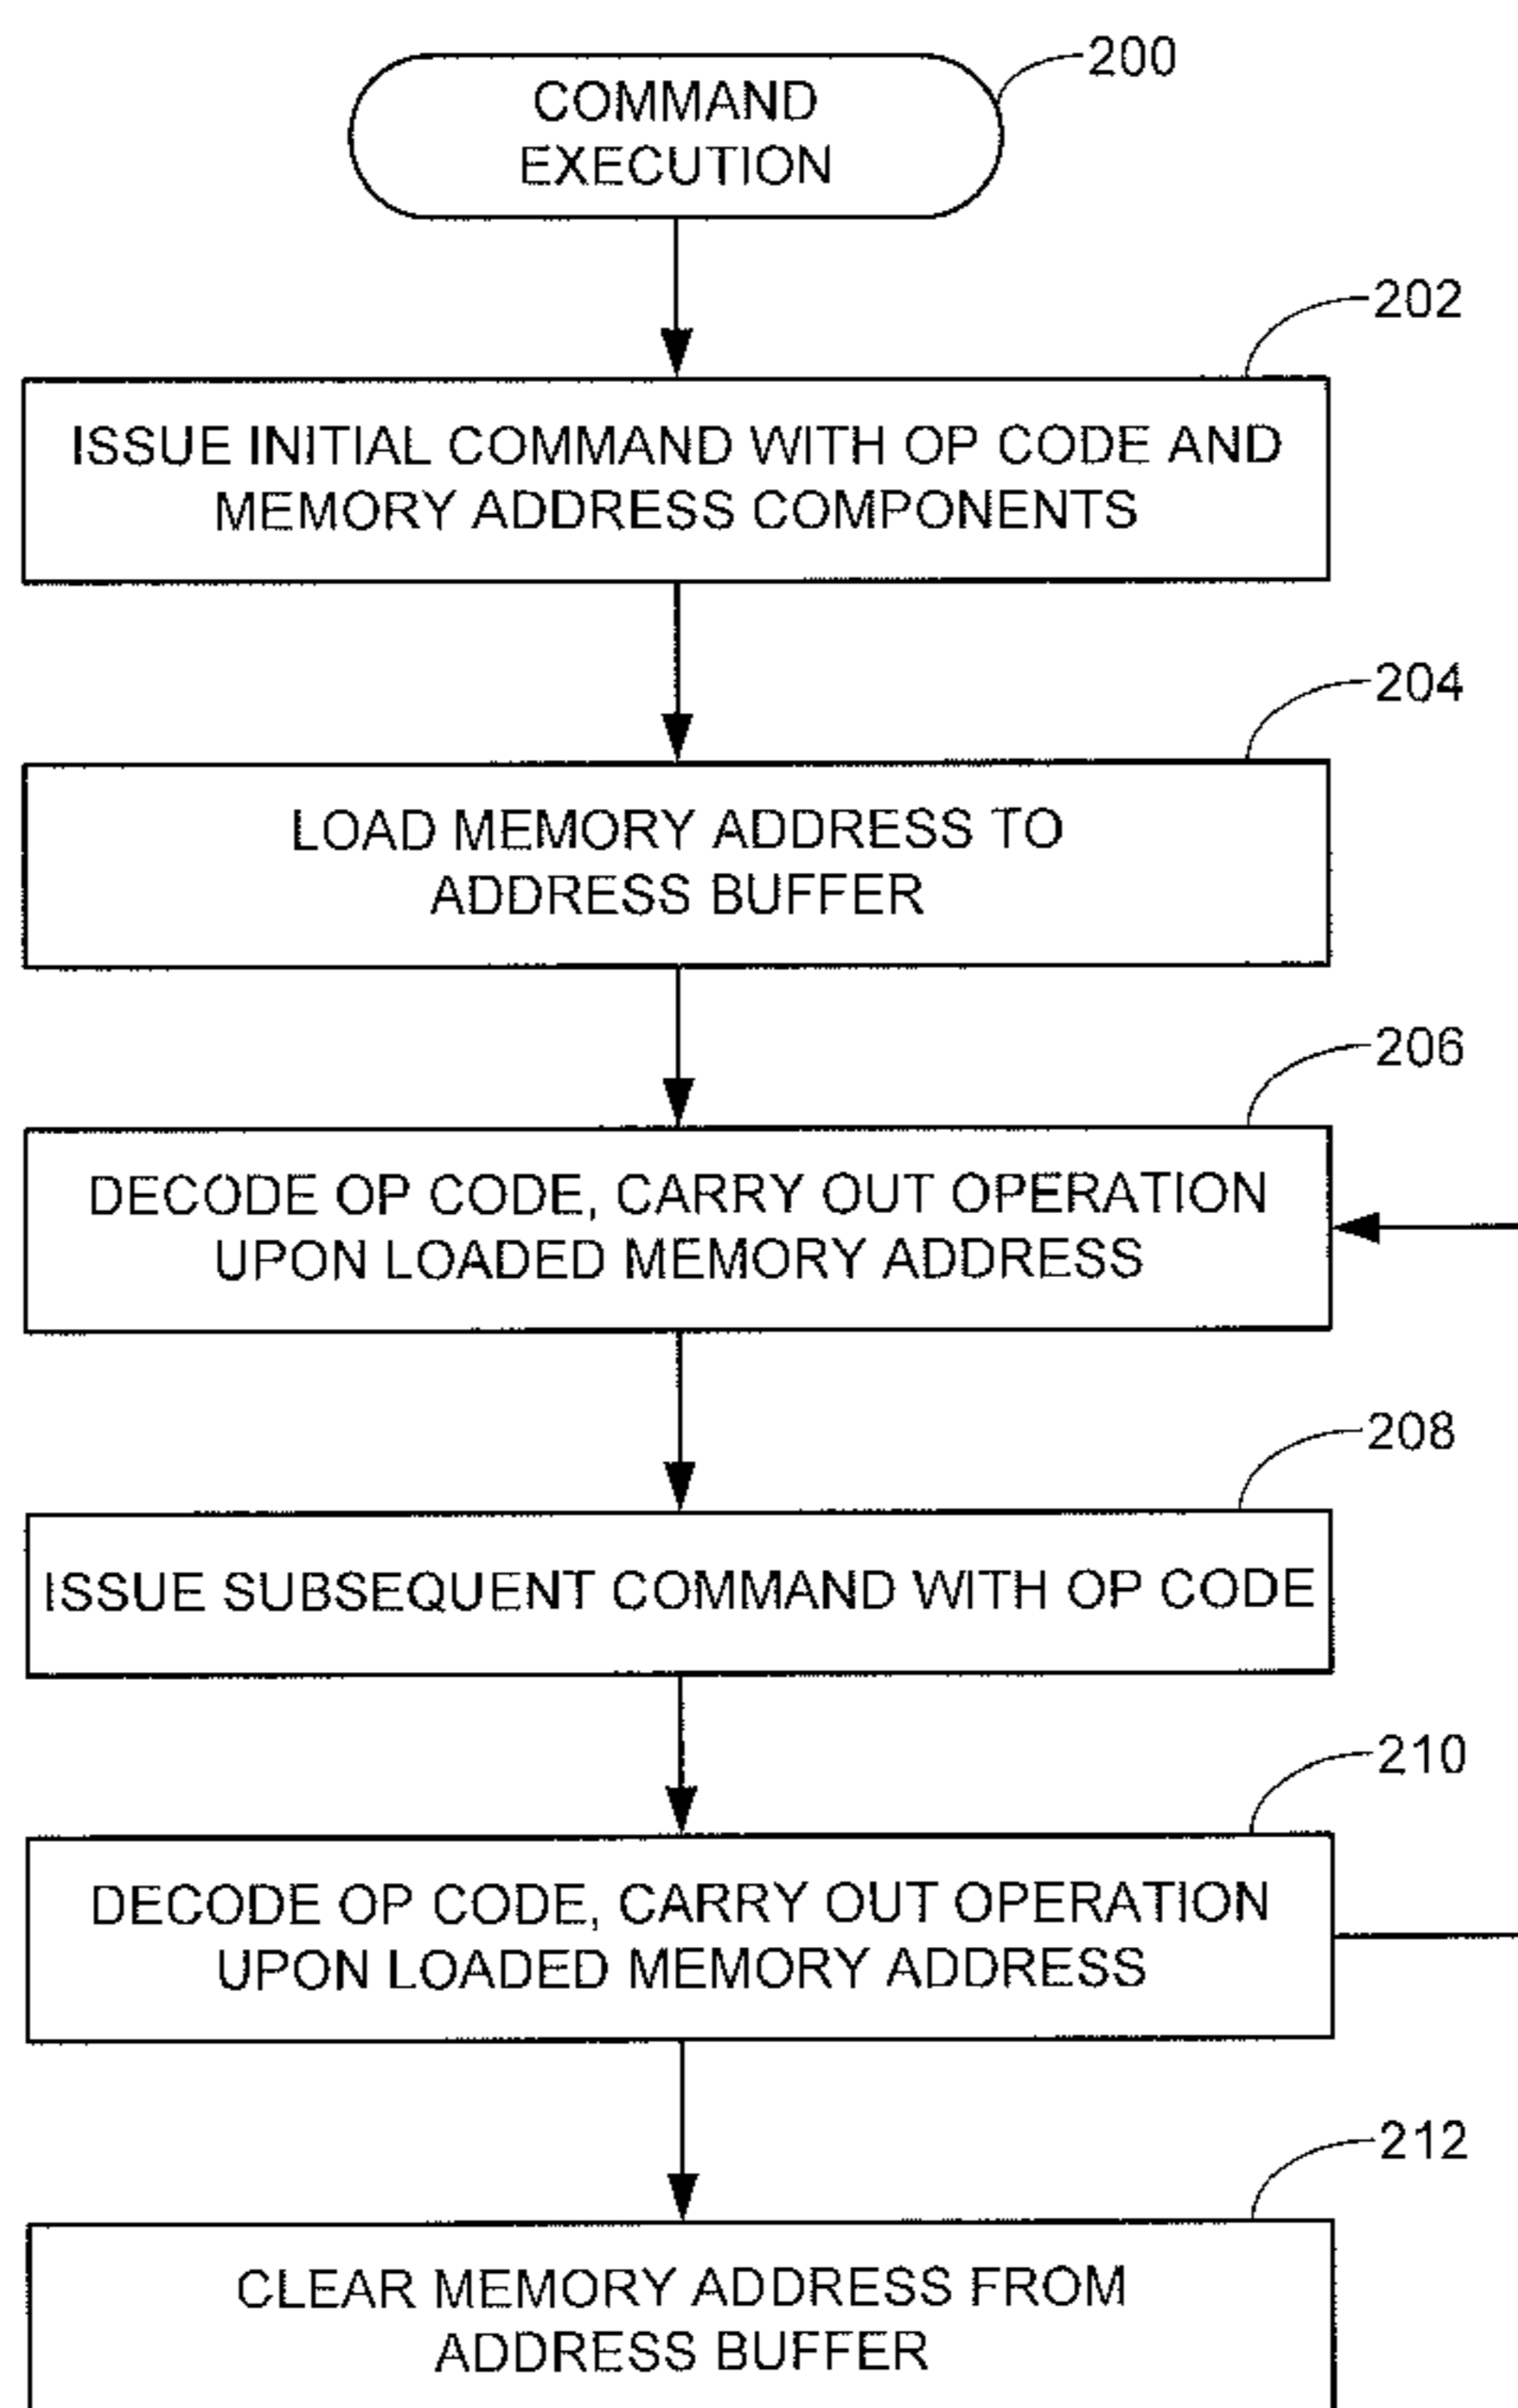 200
COMMAND
EXECUTION
202
ISSUE INITIAL COMMAND WITH OP CODE AND
MEMORY ADDRESS COMPONENTS
204
LOAD MEMORY ADDRESS TO
ADDRESS BUFFER
206
DECODE OP CODE, CARRY OUT OPERATION
UPON LOADED MEMORY ADDRESS
208
ISSUE SUBSEQUENT COMMAND WITH OP CODE
210
DECODE OP CODE, CARRY OUT OPERATION
UPON LOADED MEMORY ADDRESS
212
CLEAR MEMORY ADDRESS FROM
ADDRESS BUFFER